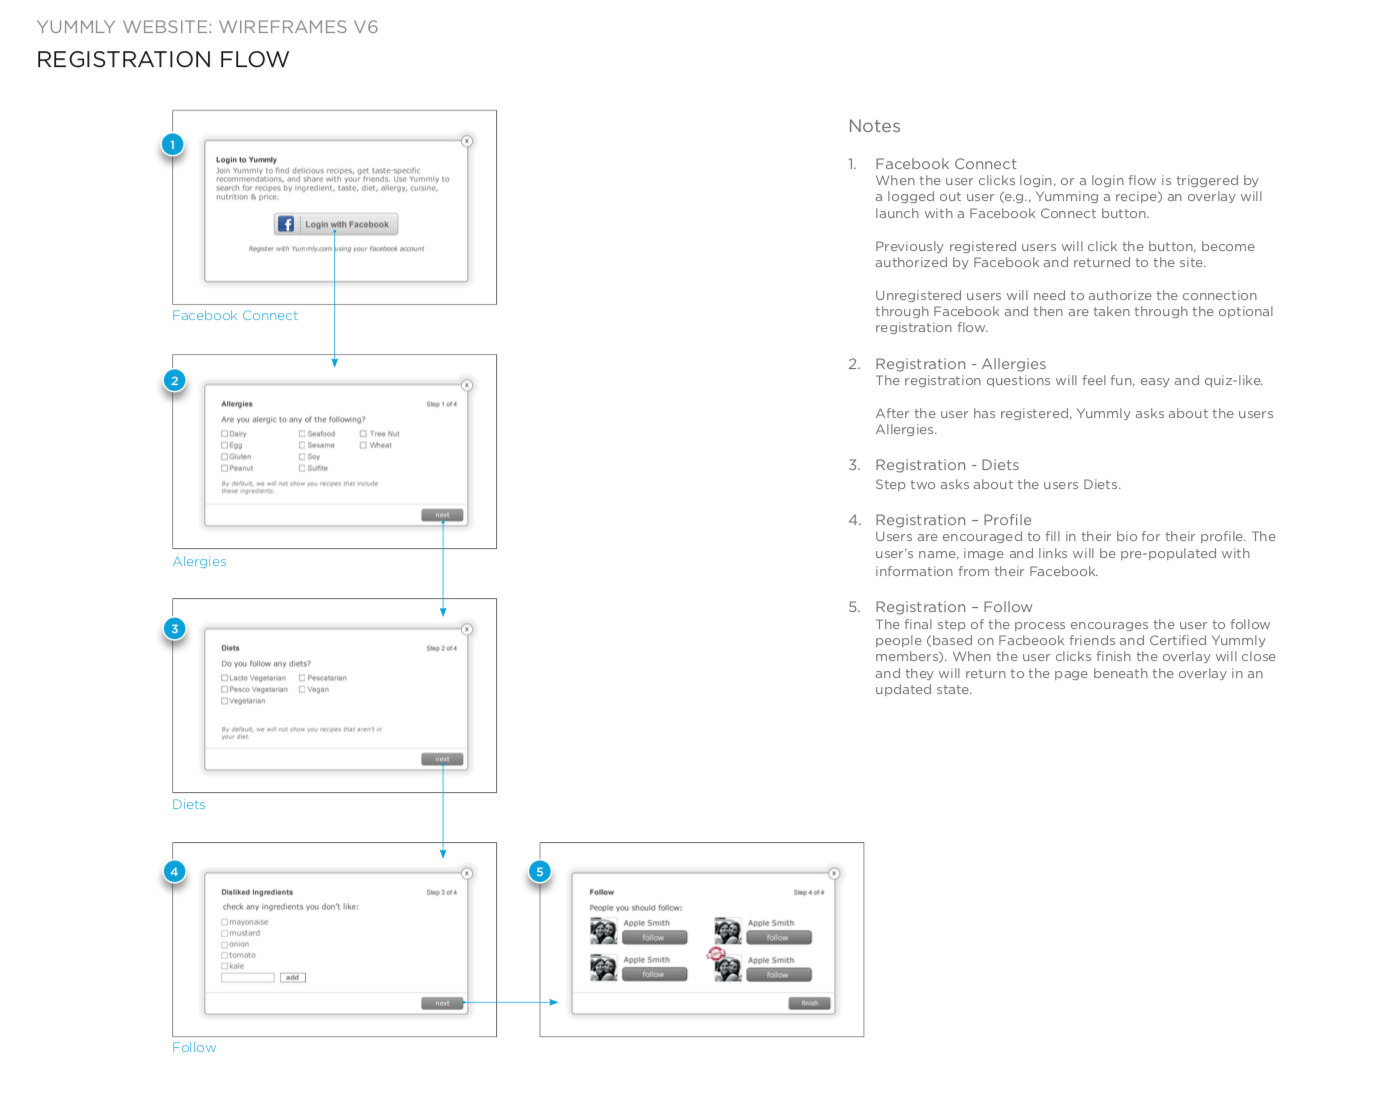 YUMMLY WEBSITE: WIREFRAMES V6
REGISTRATION FLOW
1
Login to Yummly
Join Yummly to find delicious recipes, get taste-specific
recommendations, and share with your friends. Use Yummly to
search for recipes by ingredient, taste, diet, allergy, cuisine,
nutrition & price.
Login with Facebook
Register with Yummly.com using your Facebook account
x
Facebook Connect
2
Allergies
Step 1 of 4
Are you alergic to any of the following?
Dairy Seafood Tree Nut
Egg Sesame Wheat
Gluten Soy
Peanut Sulfite
By default, we will not show you recipes that include
these ingredients.
next
x
Alergies
3
Diets
Step 2 of 4
Do you follow any diets?
Lacto Vegetarian Pescatarian
Pesco Vegetarian Vegan
Vegetarian
By default, we will not show you recipes that aren't in
your diet.
next
x
Diets
4
Disliked Ingredients
Step 3 of 4
check any ingredients you don't like:
mayonaise
mustard
onion
tomato
kale
add
next
x
Follow
5
Follow
Step 4 of 4
People you should follow:
Apple Smith Apple Smith
follow follow
Apple Smith Apple Smith
follow follow
finish
x
Notes
1. Facebook Connect
When the user clicks login, or a login flow is triggered by
a logged out user (e.g., Yumming a recipe) an overlay will
launch with a Facebook Connect button.
Previously registered users will click the button, become
authorized by Facebook and returned to the site.
Unregistered users will need to authorize the connection
through Facebook and then are taken through the optional
registration flow.
2. Registration - Allergies
The registration questions will feel fun, easy and quiz-like.
After the user has registered, Yummly asks about the users
Allergies.
3. Registration - Diets
Step two asks about the users Diets.
4. Registration – Profile
Users are encouraged to fill in their bio for their profile. The
user's name, image and links will be pre-populated with
information from their Facebook.
5. Registration – Follow
The final step of the process encourages the user to follow
people (based on Facbeook friends and Certified Yummly
members). When the user clicks finish the overlay will close
and they will return to the page beneath the overlay in an
updated state.